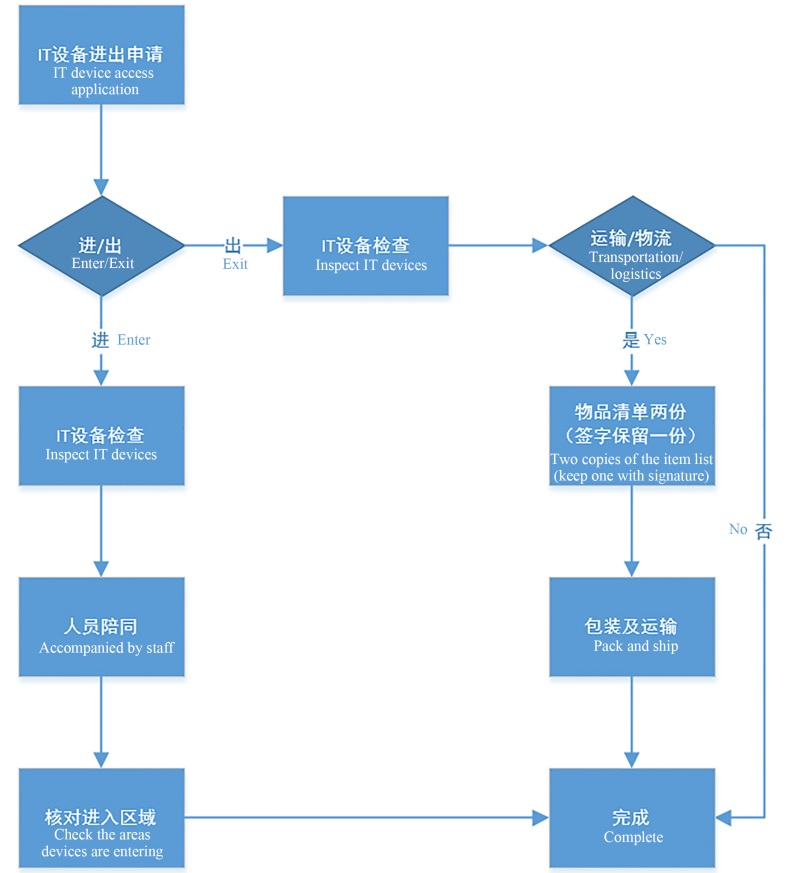 IT设备进出申请
IT device access
application
进/出
Enter/Exit
出
Exit
IT设备检查
Inspect IT devices
运输/物流
Transportation/
logistics
进 Enter
是 Yes
IT设备检查
Inspect IT devices
物品清单两份
（签字保留一份）
Two copies of the item list
(keep one with signature)
No 否
人员陪同
Accompanied by staff
包装及运输
Pack and ship
核对进入区域
Check the areas
devices are entering
完成
Complete